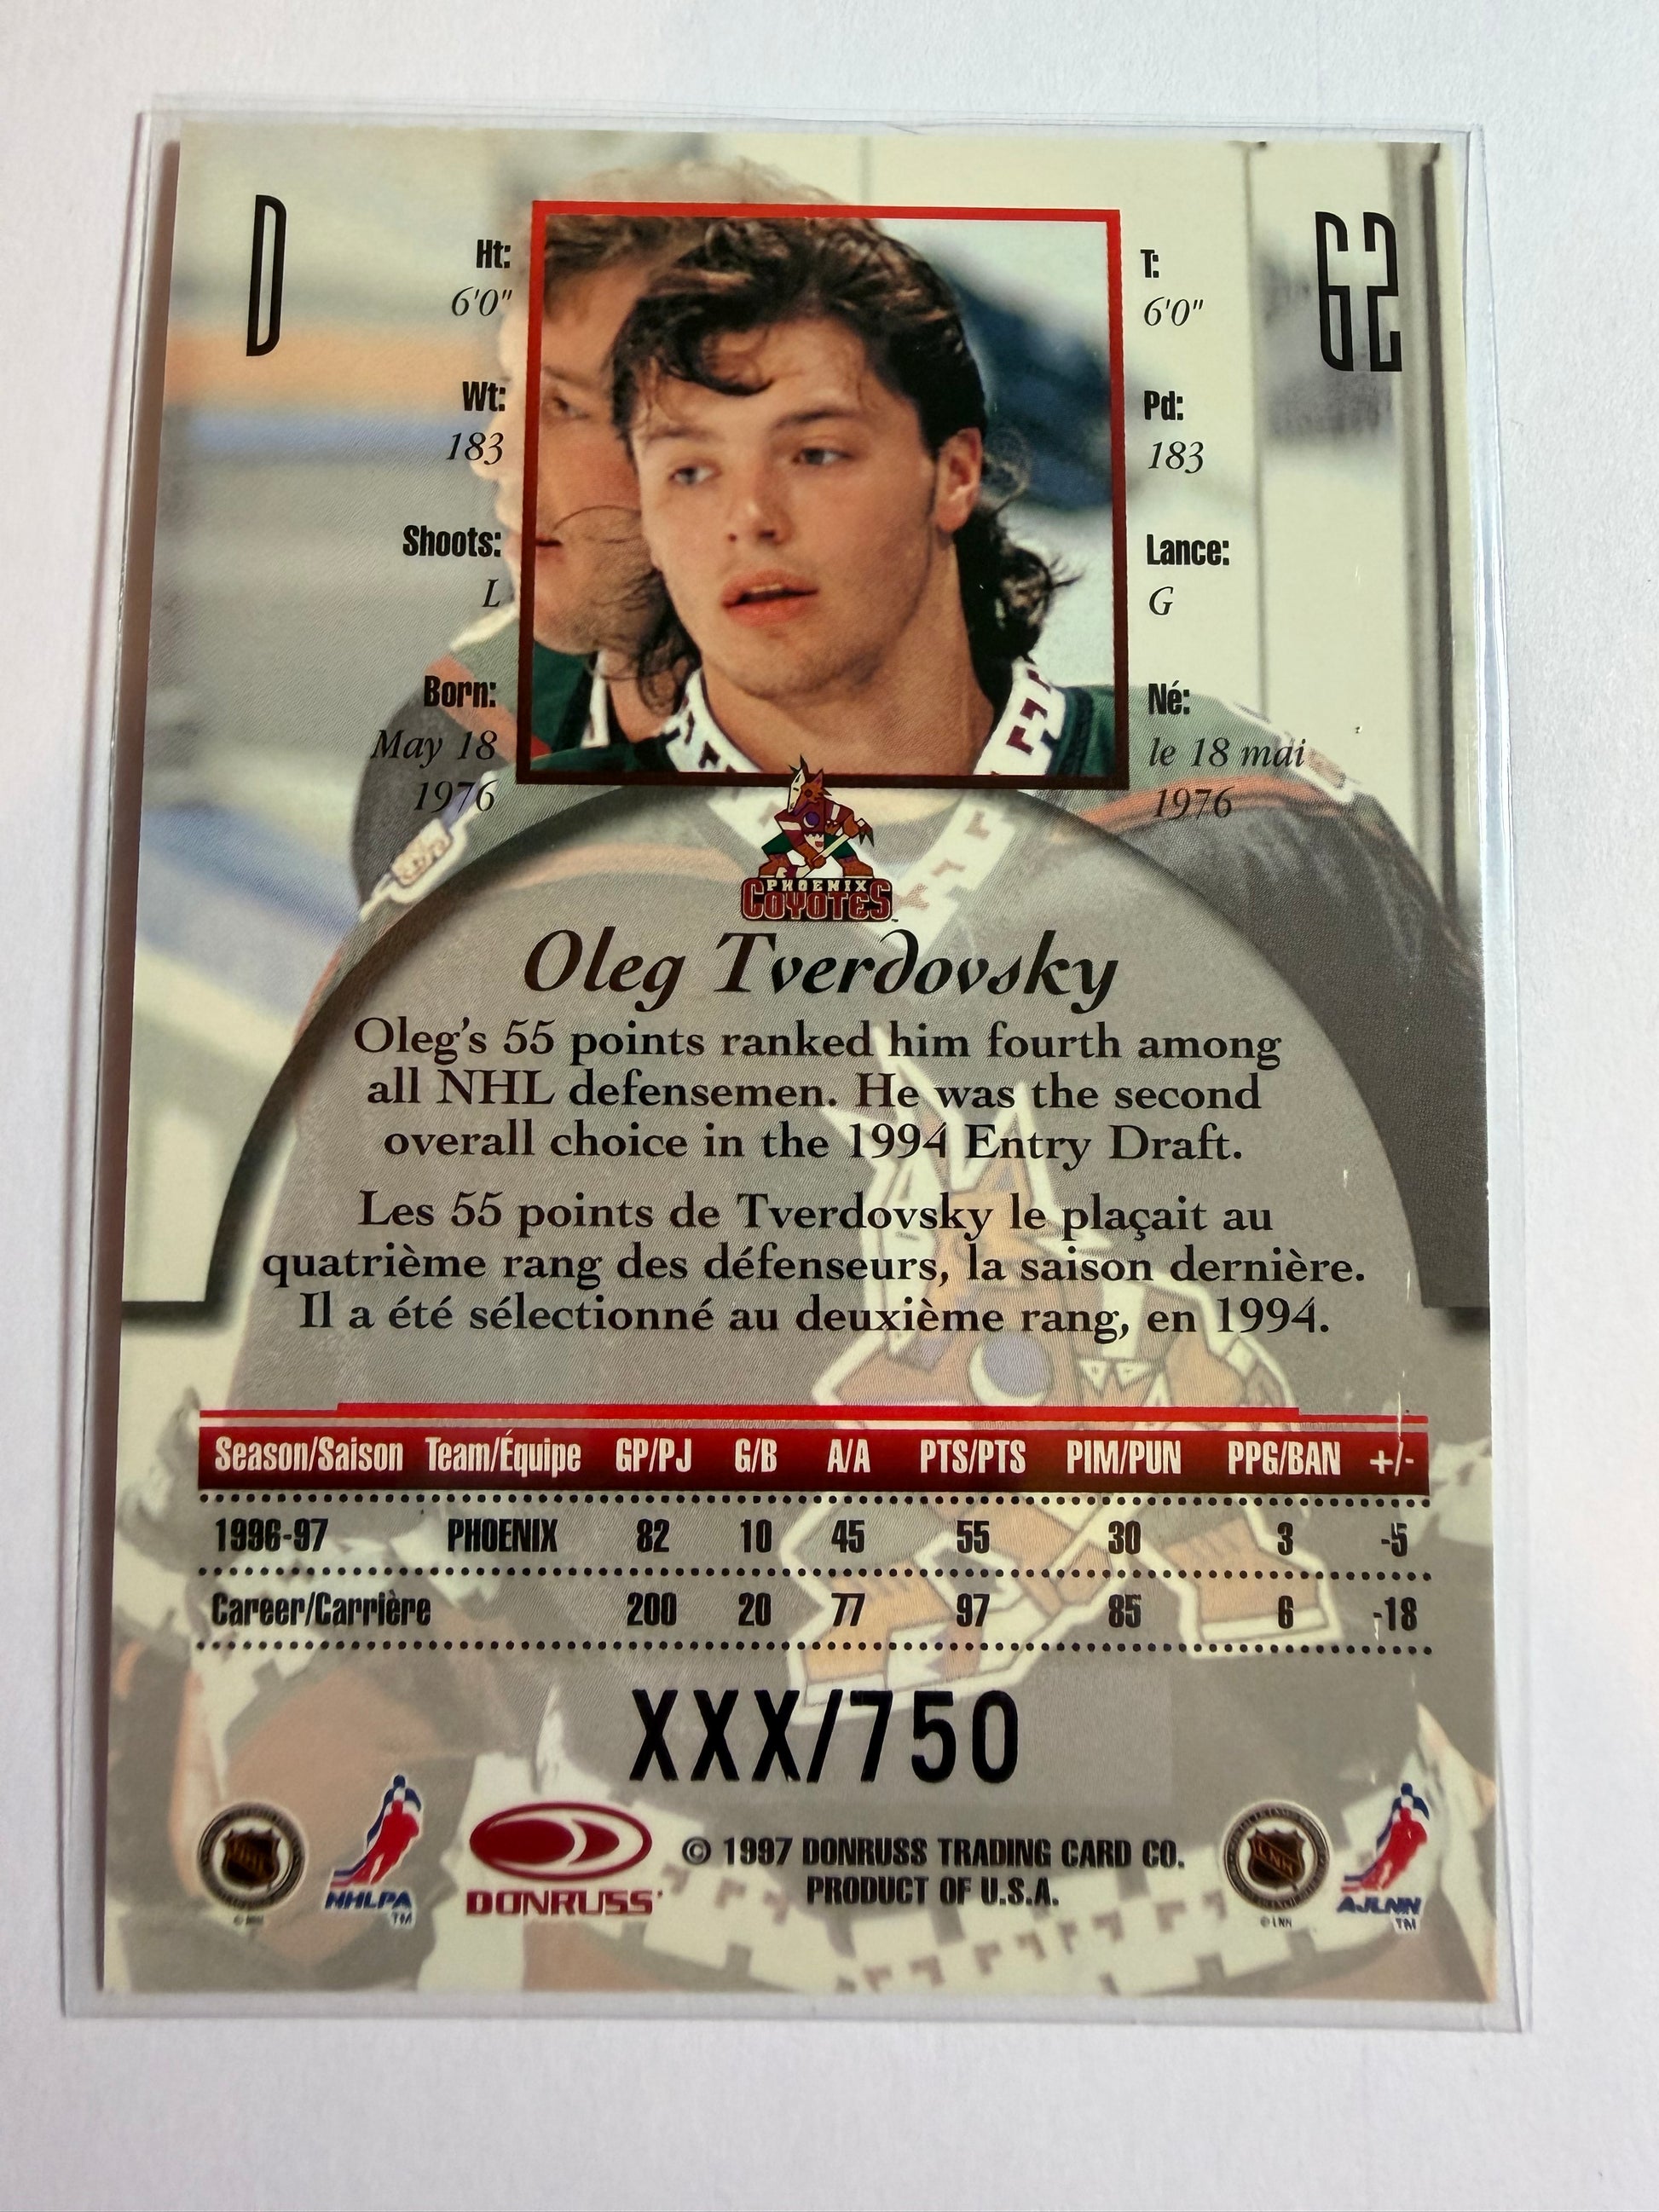 D
62
Ht:
6'0"
Wt:
183
Shoots:
L
Born:
May 18
1976
T:
6'0"
Pd:
183
Lance:
G
Né:
le 18 mai
1976
PHOENIX
COYOTES
Oleg Tverdovsky
Oleg's 55 points ranked him fourth among
all NHL defensemen. He was the second
overall choice in the 1994 Entry Draft.
Les 55 points de Tverdovsky le plaçait au
quatrième rang des défenseurs, la saison dernière.
Il a été sélectionné au deuxième rang, en 1994.
Season/Saison Team/Équipe GP/PJ G/B A/A PTS/PTS PIM/PUN PPG/BAN +/-
1996-97 PHOENIX 82 10 45 55 30 3 -5
Career/Carrière 200 20 77 97 85 6 -18
XXX/750
NHLPA
TM
DONRUSS
© 1997 DONRUSS TRADING CARD CO.
PRODUCT OF U.S.A.
© LNH
AJLNH
TM